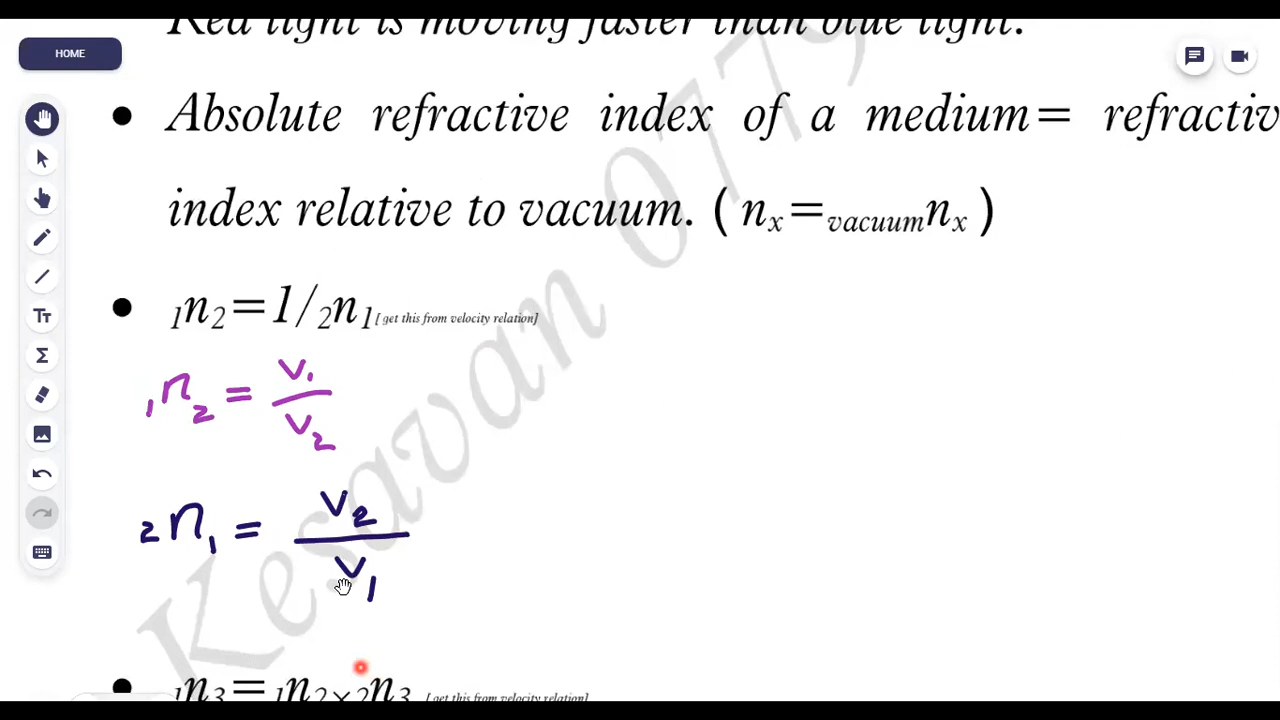 Red light is moving faster than blue light.
HOME
• Absolute refractive index of a medium= refractiv
index relative to vacuum. ( nₓ=vacuumnₓ )
• ₁n₂=1/₂n₁[ get this from velocity relation]
₁n₂ = v₁/v₂
₂n₁ = v₂/v₁
• ₁n₃=₁n₂×₂n₃ [get this from velocity relation]
Kesavan 0779